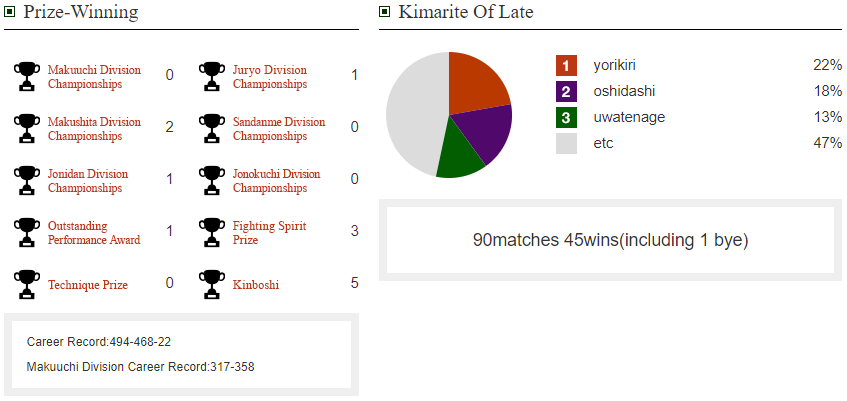 Prize-Winning
Makuuchi Division
Championships
0
Juryo Division
Championships
1
Makushita Division
Championships
2
Sandanme Division
Championships
0
Jonidan Division
Championships
1
Jonokuchi Division
Championships
0
Outstanding
Performance Award
1
Fighting Spirit
Prize
3
Technique Prize
0
Kinboshi
5
Career Record:494-468-22
Makuuchi Division Career Record:317-358
Kimarite Of Late
1 yorikiri 22%
2 oshidashi 18%
3 uwatenage 13%
etc 47%
90matches 45wins(including 1 bye)